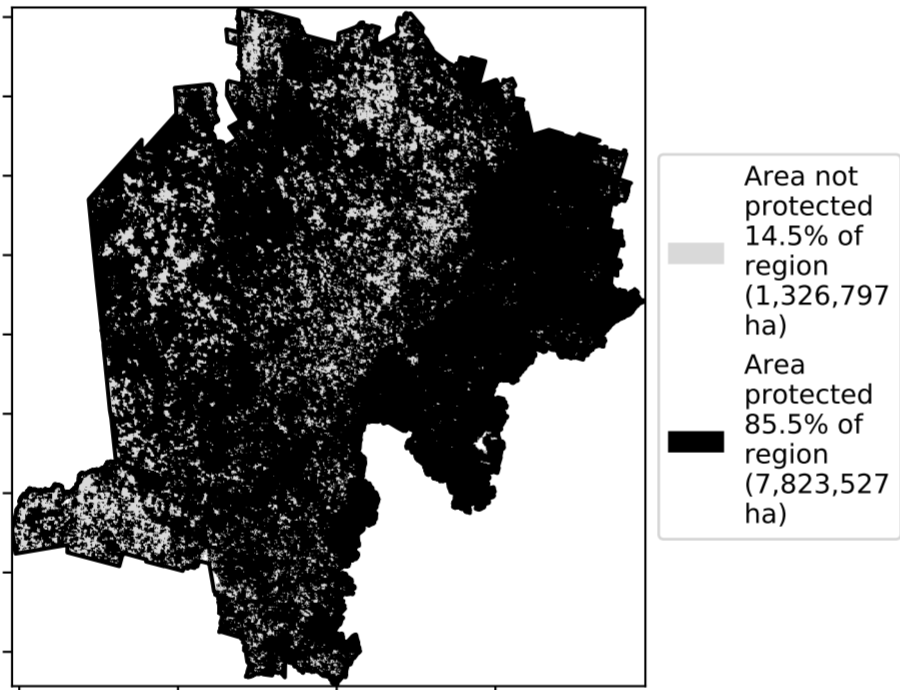 Area not
protected
14.5% of
region
(1,326,797
ha)
Area
protected
85.5% of
region
(7,823,527
ha)